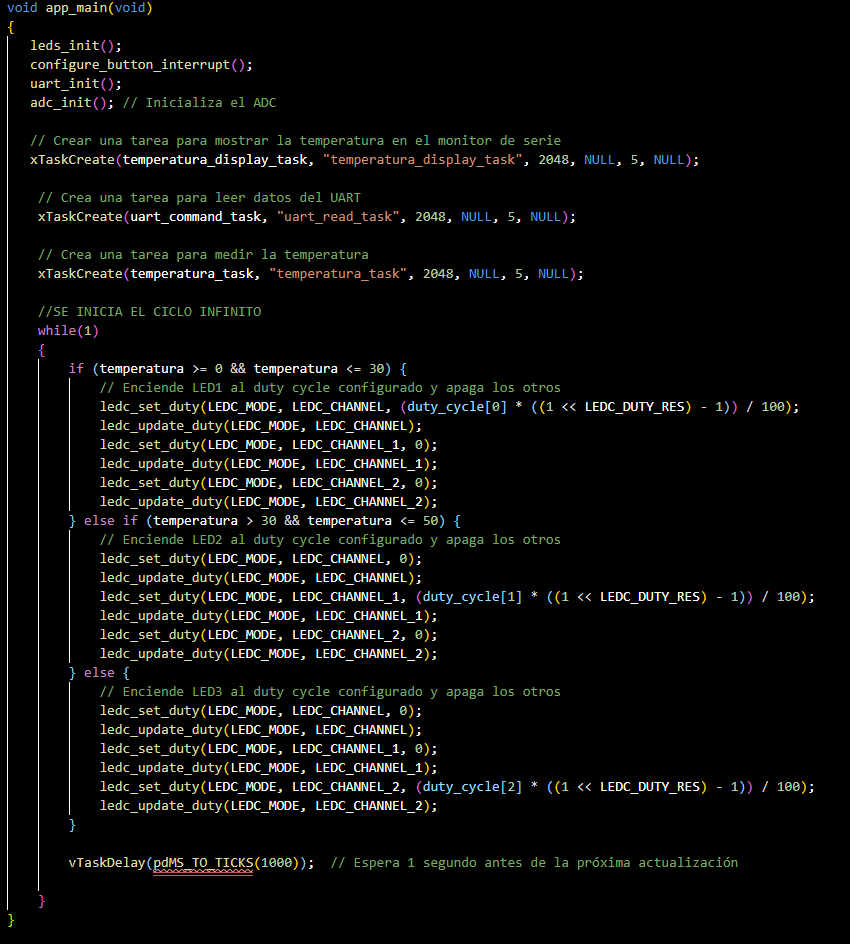 void app_main(void)
{
leds_init();
configure_button_interrupt();
uart_init();
adc_init(); // Inicializa el ADC
// Crear una tarea para mostrar la temperatura en el monitor de serie
xTaskCreate(temperatura_display_task, "temperatura_display_task", 2048, NULL, 5, NULL);
// Crea una tarea para leer datos del UART
xTaskCreate(uart_command_task, "uart_read_task", 2048, NULL, 5, NULL);
// Crea una tarea para medir la temperatura
xTaskCreate(temperatura_task, "temperatura_task", 2048, NULL, 5, NULL);
//SE INICIA EL CICLO INFINITO
while(1)
{
if (temperatura >= 0 && temperatura <= 30) {
// Enciende LED1 al duty cycle configurado y apaga los otros
ledc_set_duty(LEDC_MODE, LEDC_CHANNEL, (duty_cycle[0] * ((1 << LEDC_DUTY_RES) - 1)) / 100);
ledc_update_duty(LEDC_MODE, LEDC_CHANNEL);
ledc_set_duty(LEDC_MODE, LEDC_CHANNEL_1, 0);
ledc_update_duty(LEDC_MODE, LEDC_CHANNEL_1);
ledc_set_duty(LEDC_MODE, LEDC_CHANNEL_2, 0);
ledc_update_duty(LEDC_MODE, LEDC_CHANNEL_2);
} else if (temperatura > 30 && temperatura <= 50) {
// Enciende LED2 al duty cycle configurado y apaga los otros
ledc_set_duty(LEDC_MODE, LEDC_CHANNEL, 0);
ledc_update_duty(LEDC_MODE, LEDC_CHANNEL);
ledc_set_duty(LEDC_MODE, LEDC_CHANNEL_1, (duty_cycle[1] * ((1 << LEDC_DUTY_RES) - 1)) / 100);
ledc_update_duty(LEDC_MODE, LEDC_CHANNEL_1);
ledc_set_duty(LEDC_MODE, LEDC_CHANNEL_2, 0);
ledc_update_duty(LEDC_MODE, LEDC_CHANNEL_2);
} else {
// Enciende LED3 al duty cycle configurado y apaga los otros
ledc_set_duty(LEDC_MODE, LEDC_CHANNEL, 0);
ledc_update_duty(LEDC_MODE, LEDC_CHANNEL);
ledc_set_duty(LEDC_MODE, LEDC_CHANNEL_1, 0);
ledc_update_duty(LEDC_MODE, LEDC_CHANNEL_1);
ledc_set_duty(LEDC_MODE, LEDC_CHANNEL_2, (duty_cycle[2] * ((1 << LEDC_DUTY_RES) - 1)) / 100);
ledc_update_duty(LEDC_MODE, LEDC_CHANNEL_2);
}
vTaskDelay(pdMS_TO_TICKS(1000)); // Espera 1 segundo antes de la próxima actualización
}
}